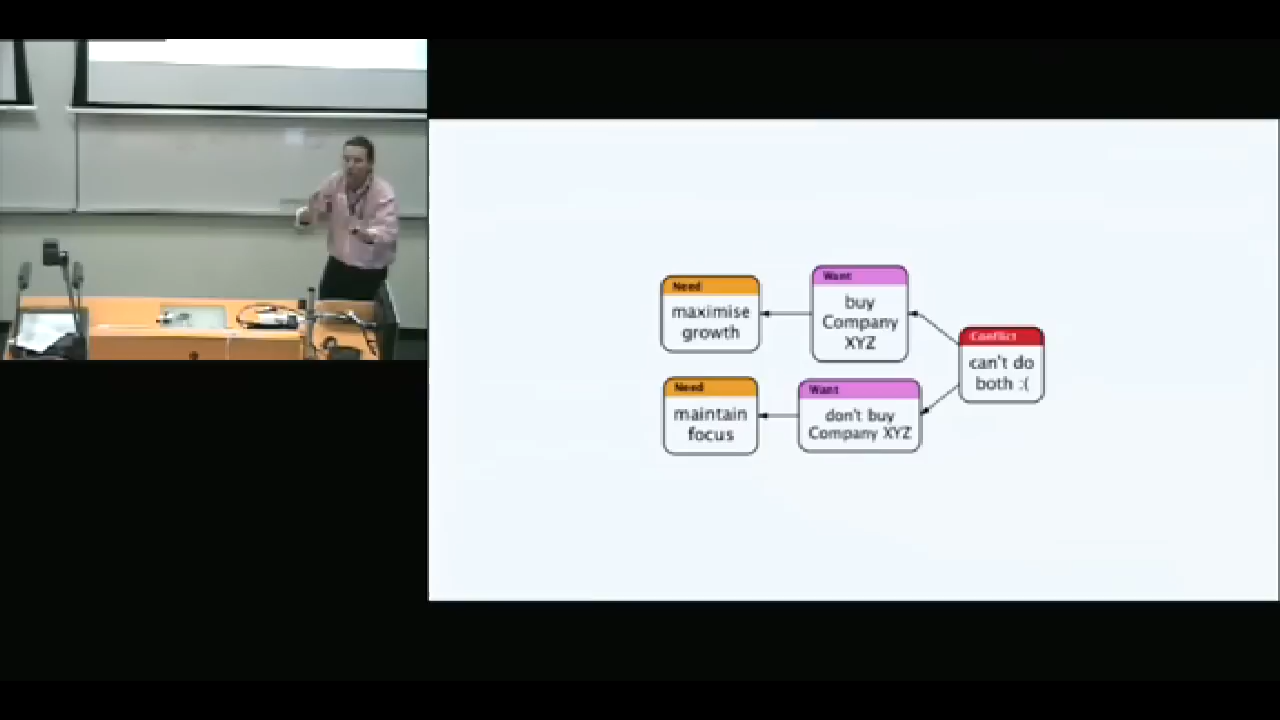 Need
maximise
growth
Want
buy
Company
XYZ
Conflict
can't do
both :(
Need
maintain
focus
Want
don't buy
Company XYZ